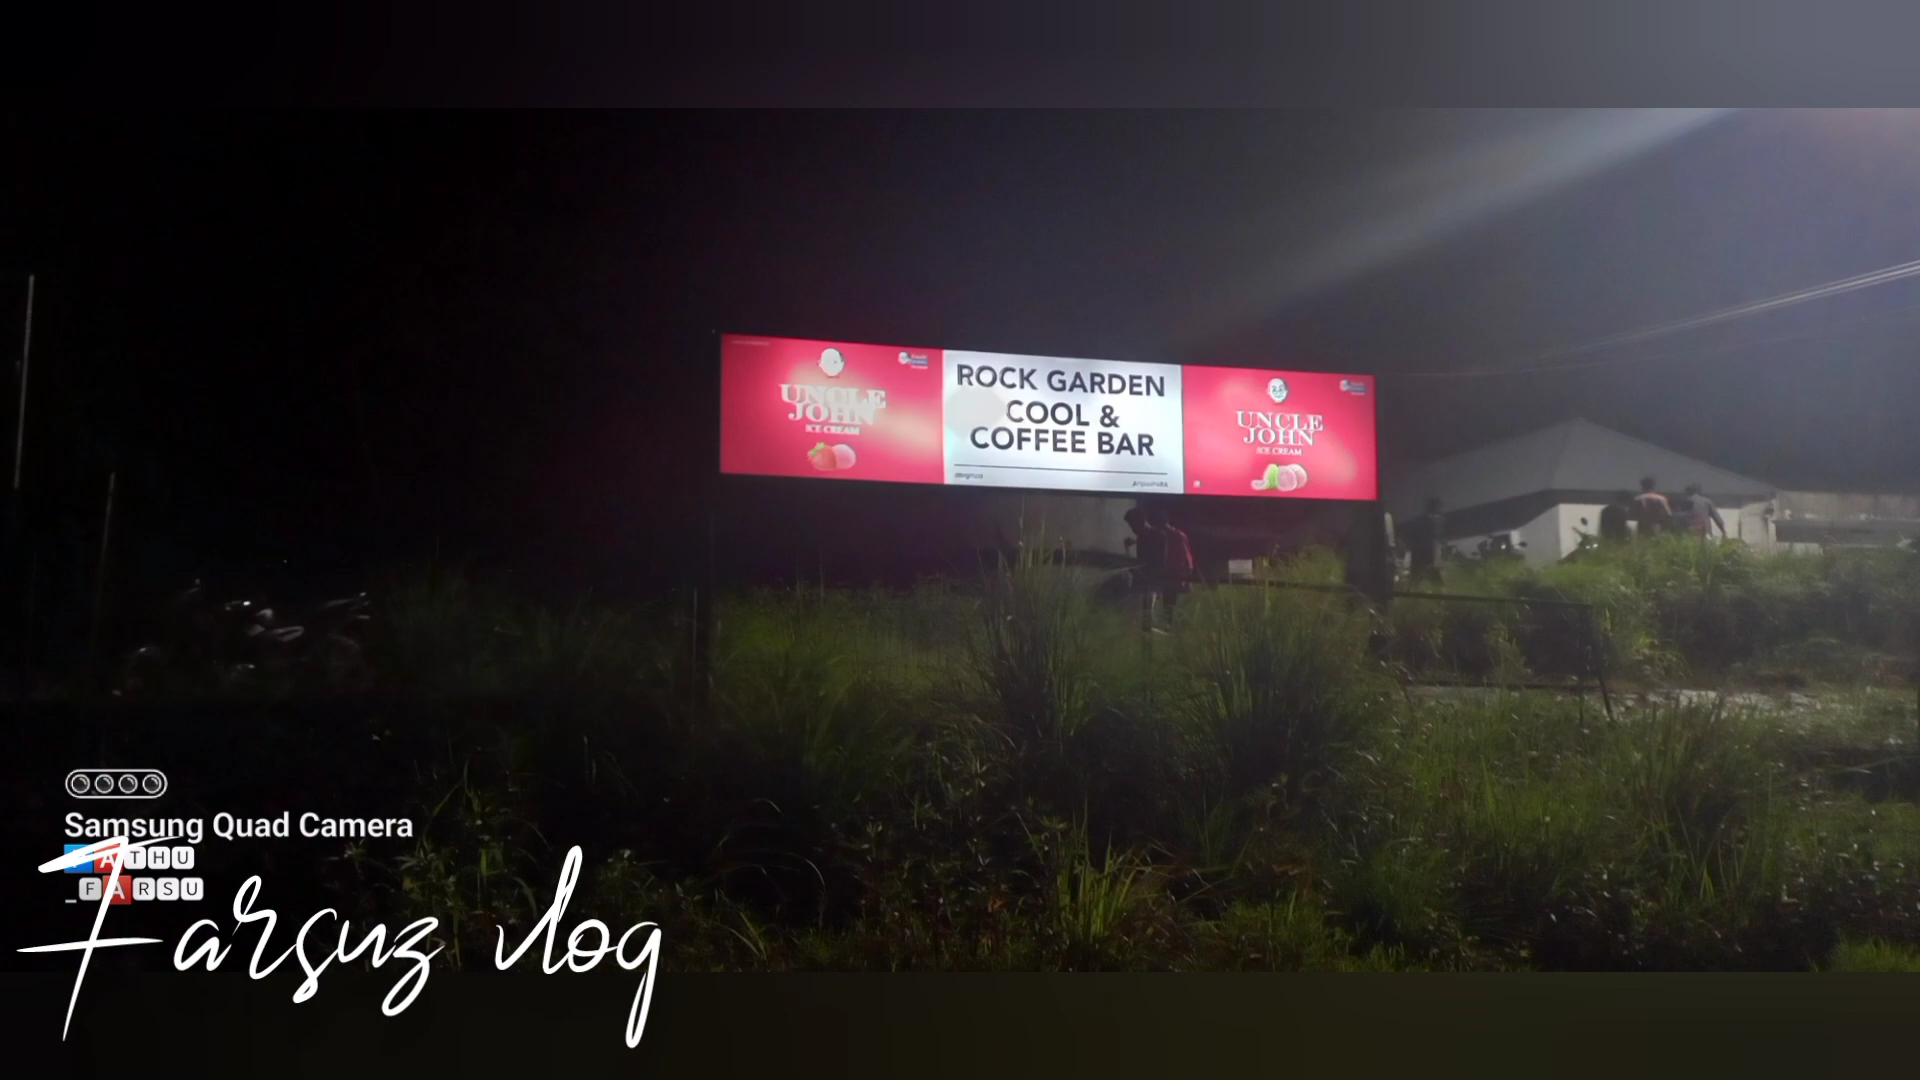 UNCLE
JOHN
ICE CREAM
ROCK GARDEN
COOL &
COFFEE BAR
UNCLE
JOHN
ICE CREAM
Samsung Quad Camera
FATHU
_FARSU
Farsuz vlog